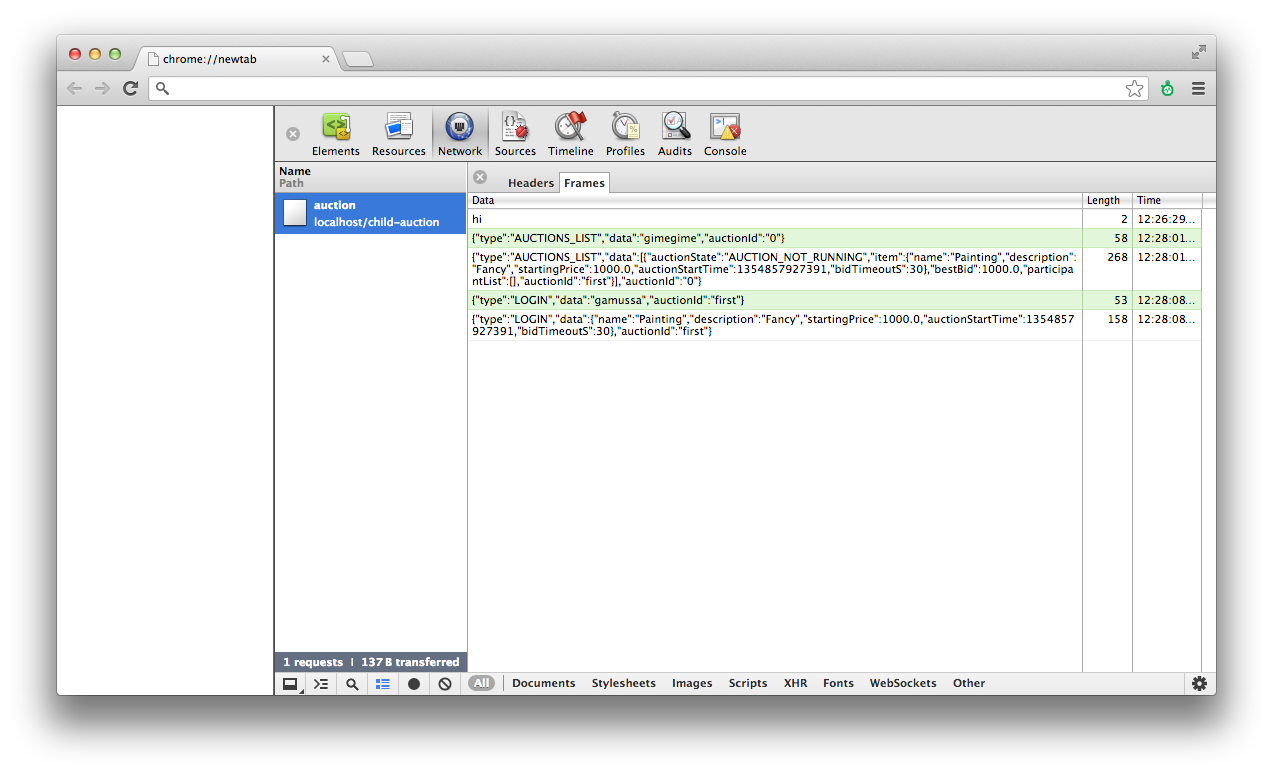 chrome://newtab
Elements
Resources
Network
Sources
Timeline
Profiles
Audits
Console
Name
Path
Headers
Frames
auction
localhost/child-auction
Data
Length
Time
hi
2
12:26:29...
{"type":"AUCTIONS_LIST","data":"gimegime","auctionId":"0"}
58
12:28:01...
{"type":"AUCTIONS_LIST","data":[{"auctionState":"AUCTION_NOT_RUNNING","item":{"name":"Painting","description":
"Fancy","startingPrice":1000.0,"auctionStartTime":1354857927391,"bidTimeoutS":30},"bestBid":1000.0,"participa
ntList":[],"auctionId":"first"}],"auctionId":"0"}
268
12:28:01...
{"type":"LOGIN","data":"gamussa","auctionId":"first"}
53
12:28:08...
{"type":"LOGIN","data":{"name":"Painting","description":"Fancy","startingPrice":1000.0,"auctionStartTime":1354857
927391,"bidTimeoutS":30},"auctionId":"first"}
158
12:28:08...
1 requests | 137 B transferred
All
Documents
Stylesheets
Images
Scripts
XHR
Fonts
WebSockets
Other